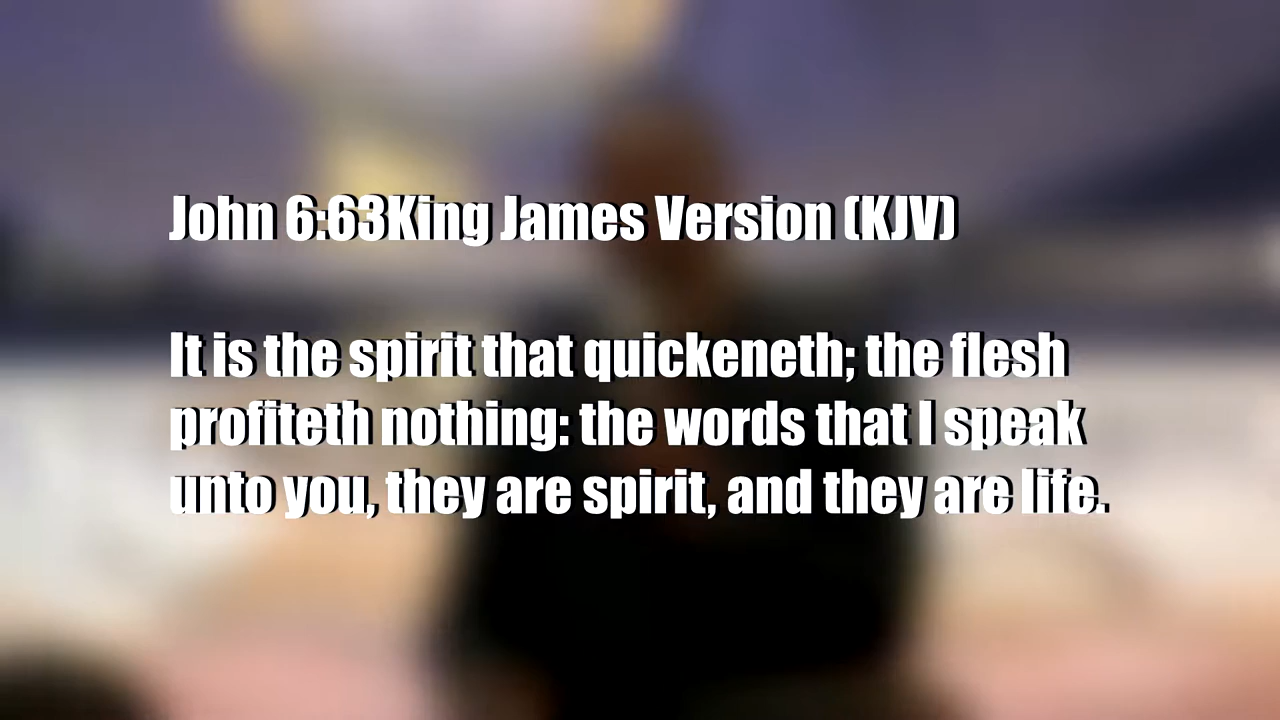 John 6:63King James Version (KJV)
It is the spirit that quickeneth; the flesh
profiteth nothing: the words that I speak
unto you, they are spirit, and they are life.